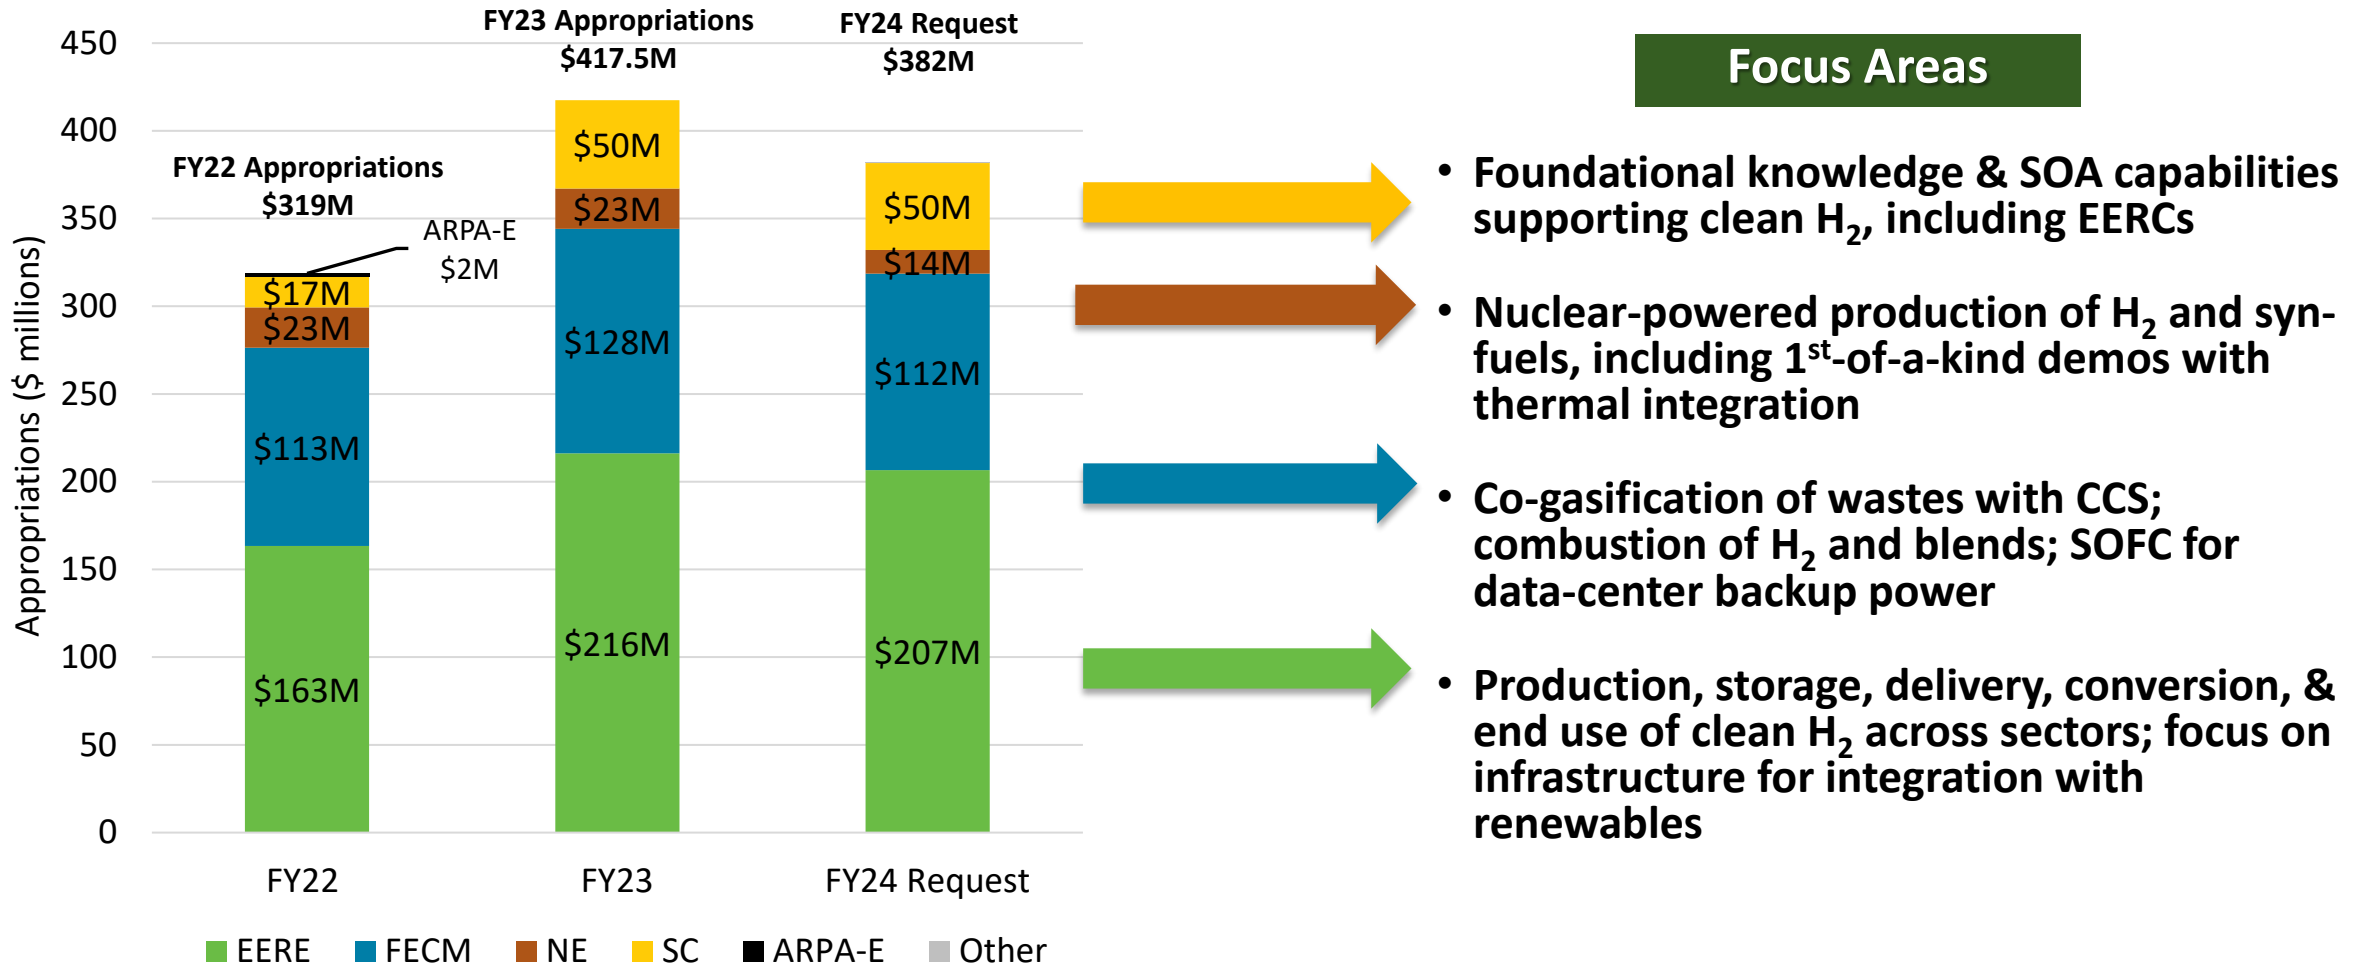 FY23 Appropriations
$417.5M
FY24 Request
$382M
FY22 Appropriations
$319M
ARPA-E
$2M
Appropriations ($ millions)
450
400
350
300
250
200
150
100
50
0
$17M
$23M
$113M
$163M
$50M
$23M
$128M
$216M
$50M
$14M
$112M
$207M
FY22
FY23
FY24 Request
EERE
FECM
NE
SC
ARPA-E
Other
Focus Areas
• Foundational knowledge & SOA capabilities
supporting clean H₂, including EERCs
• Nuclear-powered production of H₂ and syn-
fuels, including 1ˢᵗ-of-a-kind demos with
thermal integration
• Co-gasification of wastes with CCS;
combustion of H₂ and blends; SOFC for
data-center backup power
• Production, storage, delivery, conversion, &
end use of clean H₂ across sectors; focus on
infrastructure for integration with
renewables